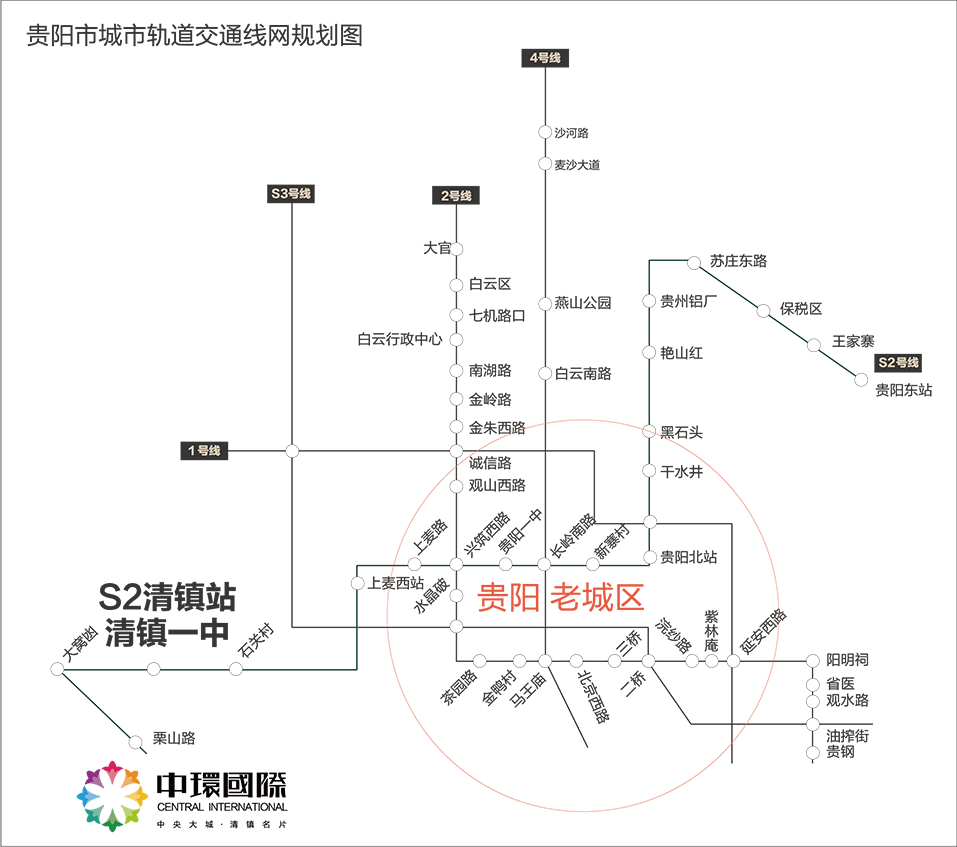 贵阳市城市轨道交通线网规划图
4号线
沙河路
麦沙大道
S3号线
2号线
大官
白云区
七机路口
白云行政中心
南湖路
金岭路
金朱西路
诚信路
观山西路
燕山公园
白云南路
苏庄东路
贵州铝厂
保税区
艳山红
王家寨
S2号线
贵阳东站
黑石头
干水井
1号线
上麦路
兴筑西路
贵阳一中
长岭南路
新寨村
贵阳北站
上麦西站
水晶破
贵阳 老城区
S2清镇站
清镇一中
大窝凼
石关村
栗山路
茶园路
金鸭村
马王庙
北京西路
三桥
二桥
浣纱路
紫林庵
延安西路
阳明祠
省医
观水路
油搾街
贵钢
中環國際
CENTRAL INTERNATIONAL
中央大城·清镇名片